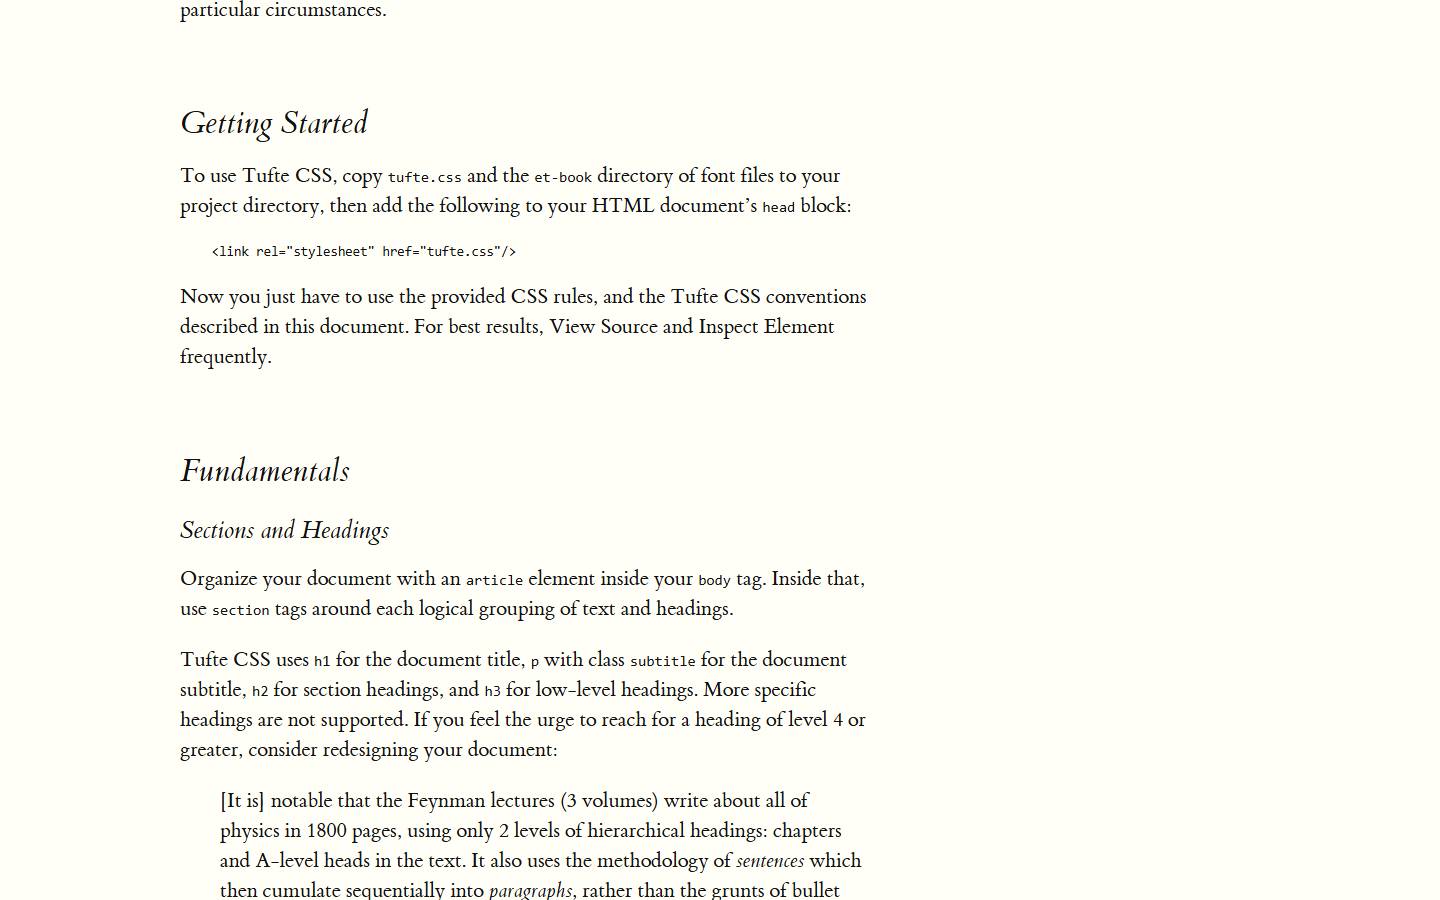 particular circumstances.
Getting Started
To use Tufte CSS, copy tufte.css and the et-book directory of font files to your
project directory, then add the following to your HTML document’s head block:
<link rel="stylesheet" href="tufte.css"/>
Now you just have to use the provided CSS rules, and the Tufte CSS conventions
described in this document. For best results, View Source and Inspect Element
frequently.
Fundamentals
Sections and Headings
Organize your document with an article element inside your body tag. Inside that,
use section tags around each logical grouping of text and headings.
Tufte CSS uses h1 for the document title, p with class subtitle for the document
subtitle, h2 for section headings, and h3 for low-level headings. More specific
headings are not supported. If you feel the urge to reach for a heading of level 4 or
greater, consider redesigning your document:
[It is] notable that the Feynman lectures (3 volumes) write about all of
physics in 1800 pages, using only 2 levels of hierarchical headings: chapters
and A-level heads in the text. It also uses the methodology of sentences which
then cumulate sequentially into paragraphs, rather than the grunts of bullet